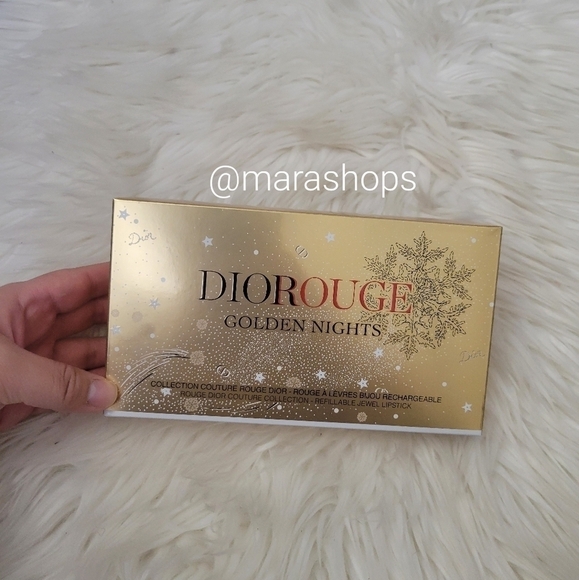 @marashops
Dior
DIOROUGE
GOLDEN NIGHTS
Dior
COLLECTION COUTURE ROUGE DIOR - ROUGE À LÈVRES BIJOU RECHARGEABLE
ROUGE DIOR COUTURE COLLECTION - REFILLABLE JEWEL LIPSTICK